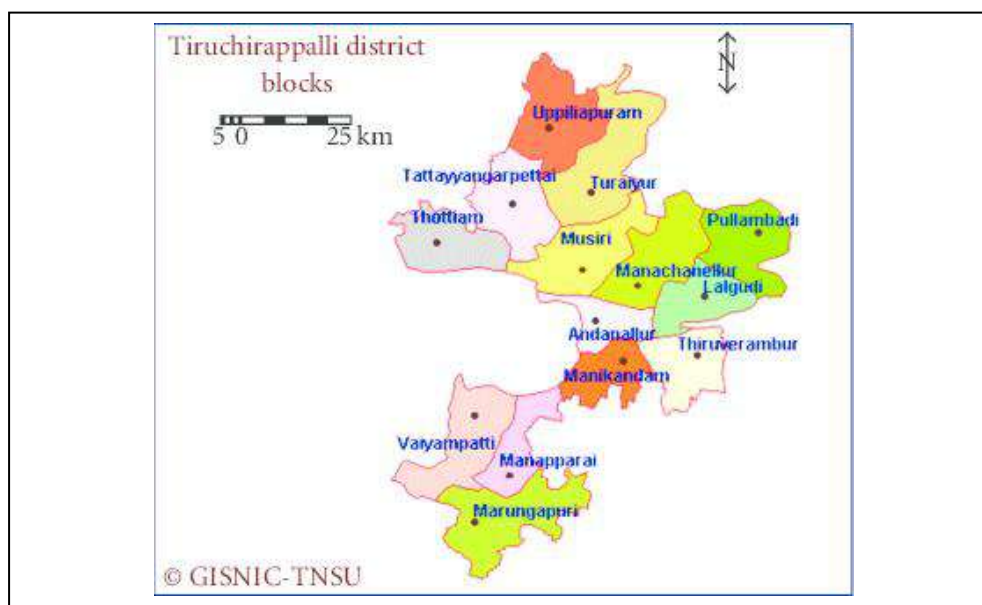 Tiruchirappalli district
blocks
N
5 0 25 km
Uppiliapuram
Tattayyangarpettai
Turaiyur
Thottiam
Pullambadi
Musiri
Manachanellur
Lalgudi
Andanallur
Thiruverambur
Manikandam
Vaiyampatti
Manapparai
Marungapuri
© GISNIC-TNSU